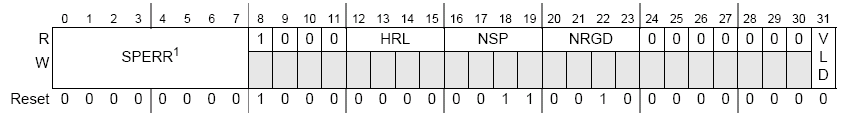 0 1 2 3 4 5 6 7 8 9 10 11 12 13 14 15 16 17 18 19 20 21 22 23 24 25 26 27 28 29 30 31
R SPERR1 1 0 0 0 HRL NSP NRGD 0 0 0 0 0 0 0 VLD
W
Reset 0 0 0 0 0 0 0 0 1 0 0 0 0 0 0 0 0 0 1 1 0 0 1 0 0 0 0 0 0 0 0 0